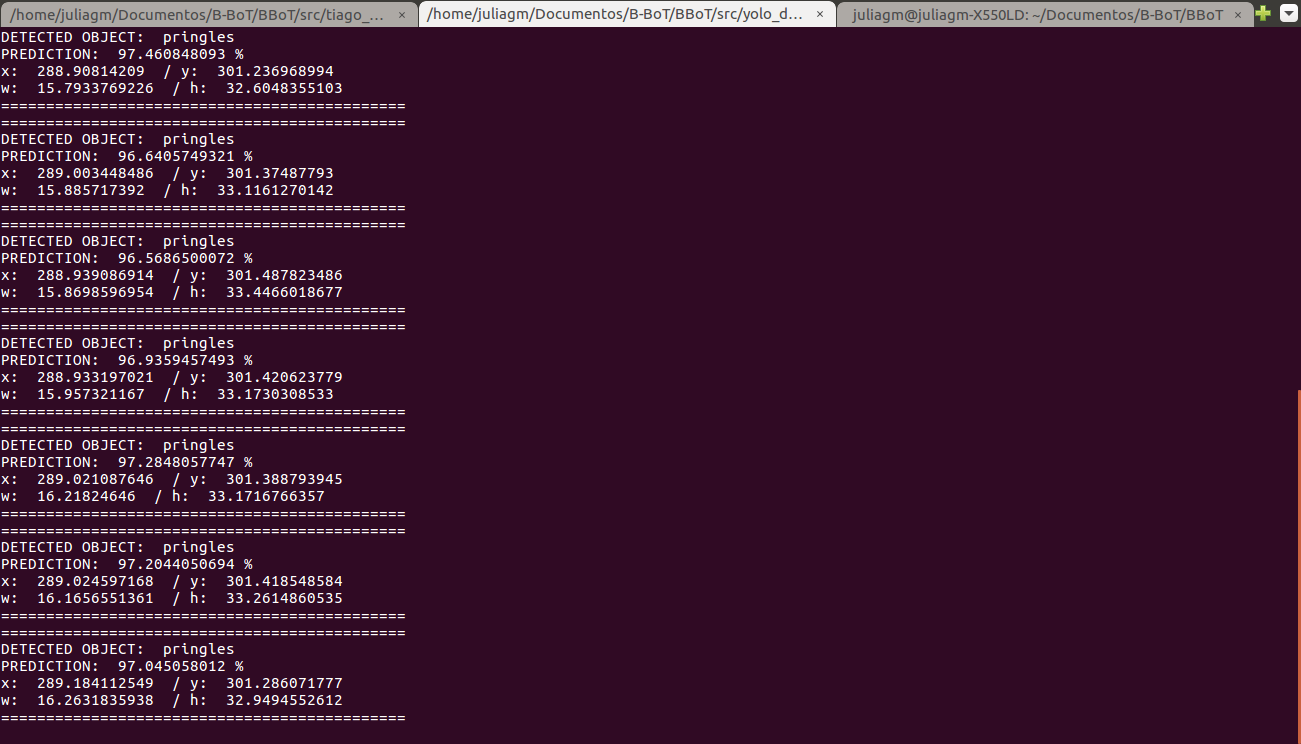 /home/juliagm/Documentos/B-BoT/BBoT/src/tiago_... × /home/juliagm/Documentos/B-BoT/BBoT/src/yolo_d... × juliagm@juliagm-X550LD: ~/Documentos/B-BoT/BBoT ×
DETECTED OBJECT:  pringles
PREDICTION:  97.460848093 %
x:  288.90814209  / y:  301.236968994
w:  15.7933769226  / h:  32.6048355103
=============================================
=============================================
DETECTED OBJECT:  pringles
PREDICTION:  96.6405749321 %
x:  289.003448486  / y:  301.37487793
w:  15.885717392  / h:  33.1161270142
=============================================
=============================================
DETECTED OBJECT:  pringles
PREDICTION:  96.5686500072 %
x:  288.939086914  / y:  301.487823486
w:  15.8698596954  / h:  33.4466018677
=============================================
=============================================
DETECTED OBJECT:  pringles
PREDICTION:  96.9359457493 %
x:  288.933197021  / y:  301.420623779
w:  15.957321167  / h:  33.1730308533
=============================================
=============================================
DETECTED OBJECT:  pringles
PREDICTION:  97.2848057747 %
x:  289.021087646  / y:  301.388793945
w:  16.21824646  / h:  33.1716766357
=============================================
=============================================
DETECTED OBJECT:  pringles
PREDICTION:  97.2044050694 %
x:  289.024597168  / y:  301.418548584
w:  16.1656551361  / h:  33.2614860535
=============================================
=============================================
DETECTED OBJECT:  pringles
PREDICTION:  97.045058012 %
x:  289.184112549  / y:  301.286071777
w:  16.2631835938  / h:  32.9494552612
=============================================